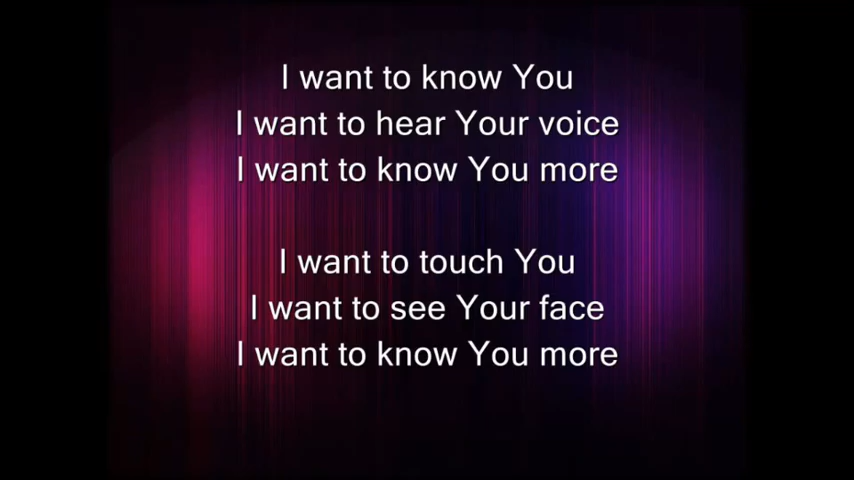 I want to know You
I want to hear Your voice
I want to know You more
I want to touch You
I want to see Your face
I want to know You more